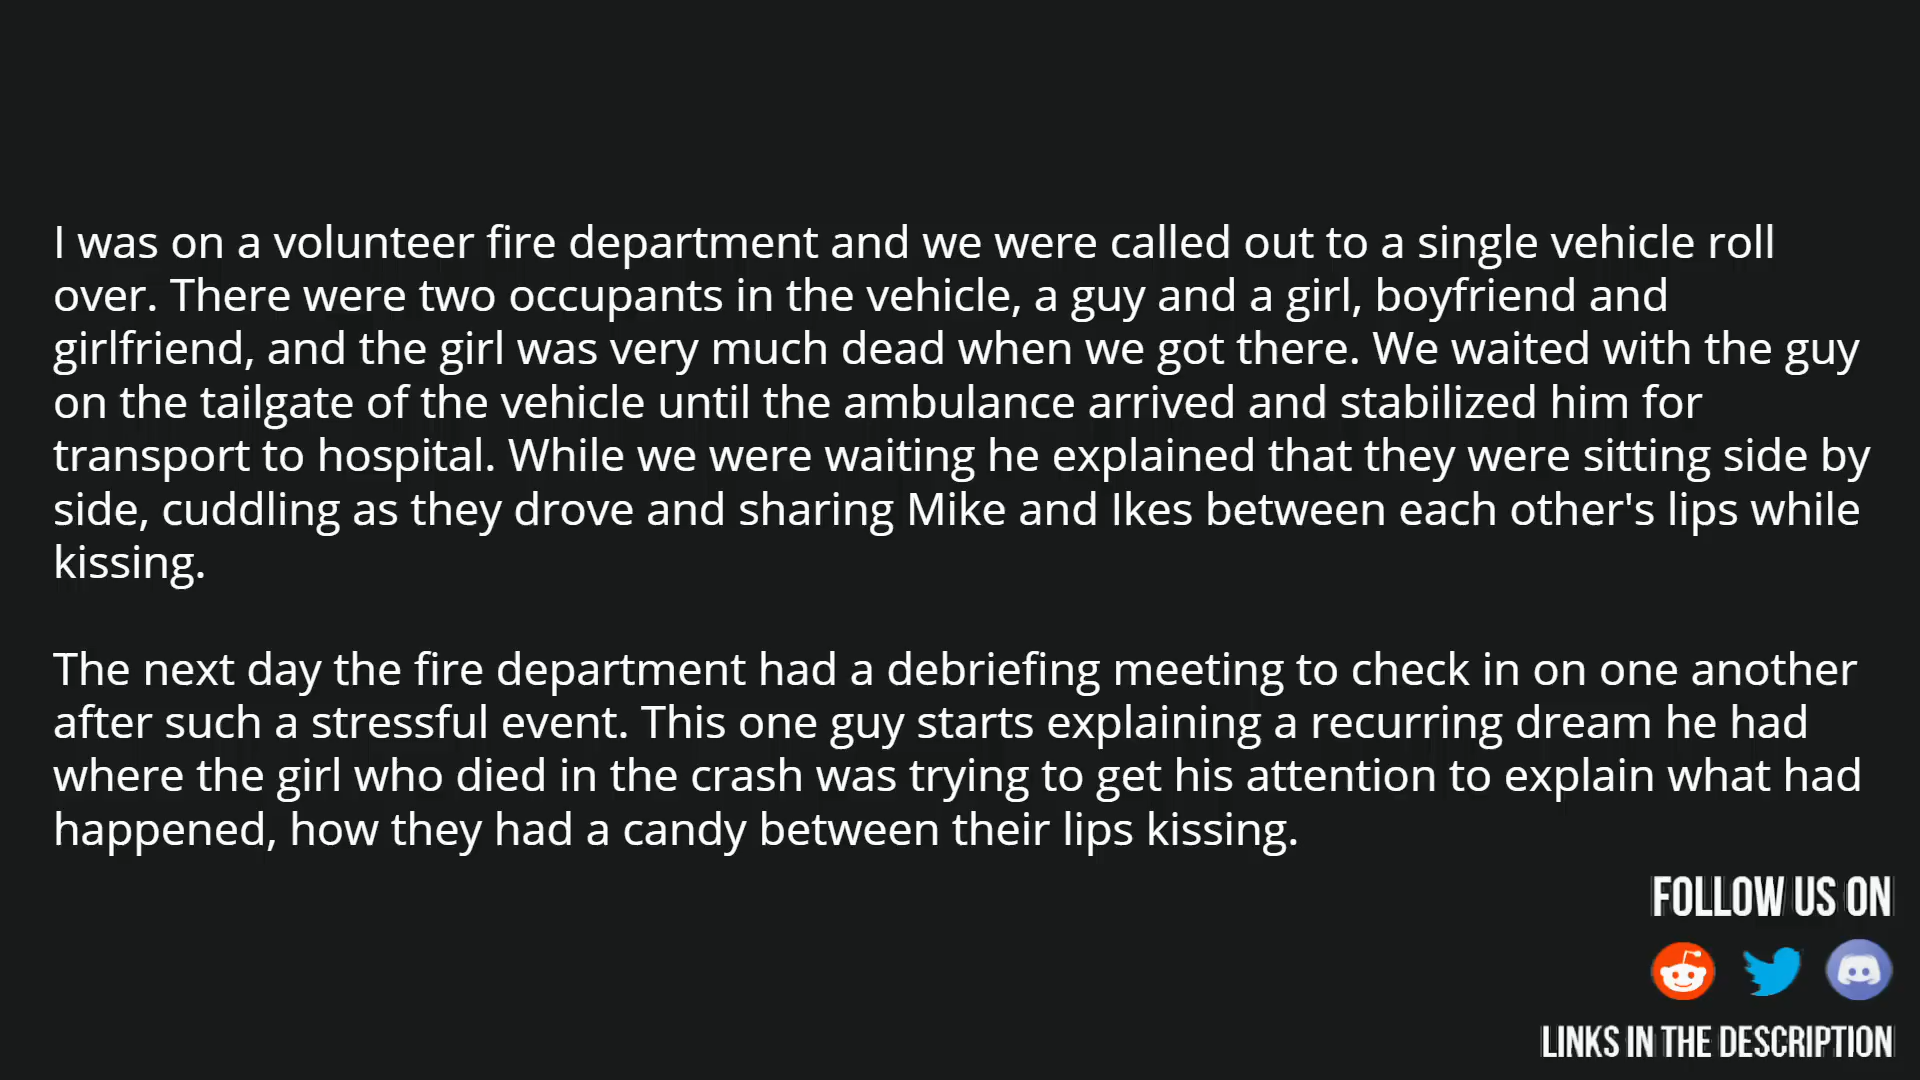 I was on a volunteer fire department and we were called out to a single vehicle roll
over. There were two occupants in the vehicle, a guy and a girl, boyfriend and
girlfriend, and the girl was very much dead when we got there. We waited with the guy
on the tailgate of the vehicle until the ambulance arrived and stabilized him for
transport to hospital. While we were waiting he explained that they were sitting side by
side, cuddling as they drove and sharing Mike and Ikes between each other's lips while
kissing.
The next day the fire department had a debriefing meeting to check in on one another
after such a stressful event. This one guy starts explaining a recurring dream he had
where the girl who died in the crash was trying to get his attention to explain what had
happened, how they had a candy between their lips kissing.
FOLLOW US ON
LINKS IN THE DESCRIPTION